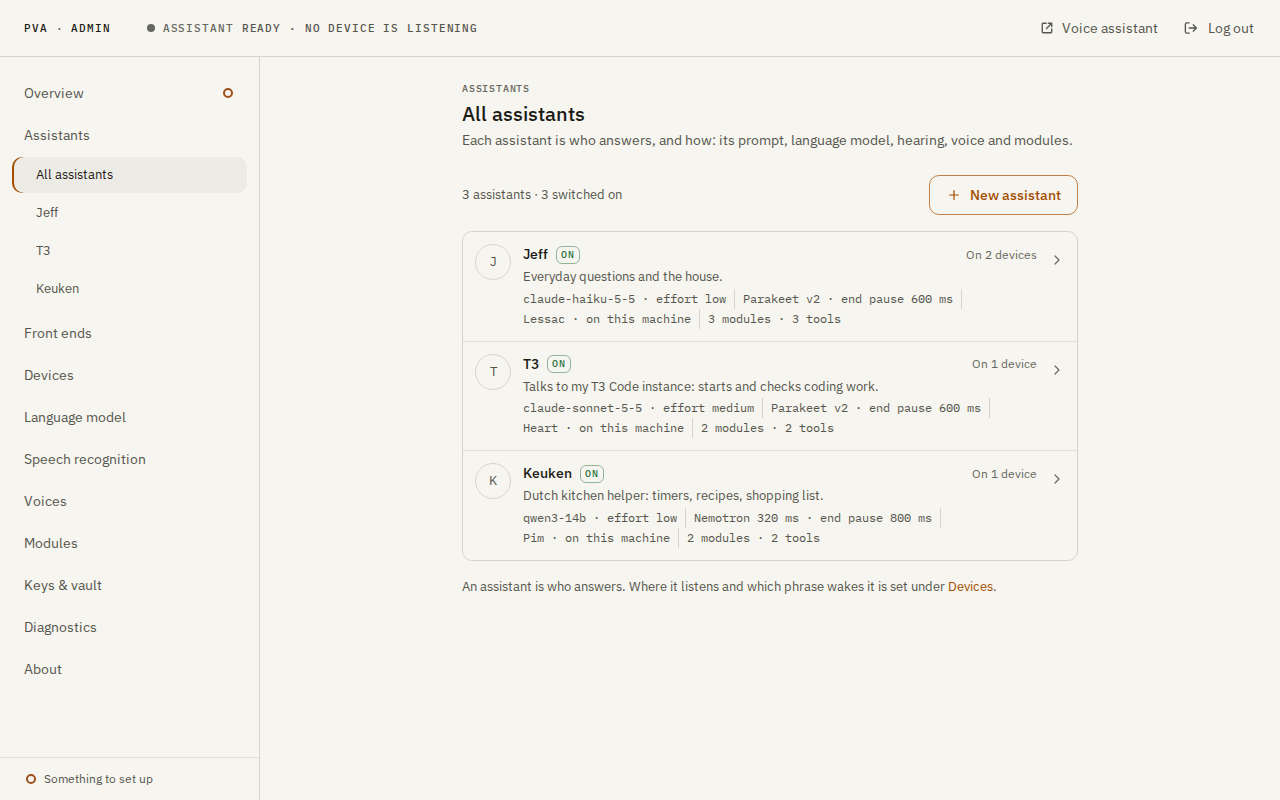 PVA · ADMIN
ASSISTANT READY · NO DEVICE IS LISTENING
Voice assistant
Log out
Overview
Assistants
All assistants
Jeff
T3
Keuken
Front ends
Devices
Language model
Speech recognition
Voices
Modules
Keys & vault
Diagnostics
About
Something to set up
ASSISTANTS
All assistants
Each assistant is who answers, and how: its prompt, language model, hearing, voice and modules.
3 assistants · 3 switched on
New assistant
J
Jeff ON
On 2 devices
Everyday questions and the house.
claude-haiku-5-5 · effort low
Parakeet v2 · end pause 600 ms
Lessac · on this machine
3 modules · 3 tools
T
T3 ON
On 1 device
Talks to my T3 Code instance: starts and checks coding work.
claude-sonnet-5-5 · effort medium
Parakeet v2 · end pause 600 ms
Heart · on this machine
2 modules · 2 tools
K
Keuken ON
On 1 device
Dutch kitchen helper: timers, recipes, shopping list.
qwen3-14b · effort low
Nemotron 320 ms · end pause 800 ms
Pim · on this machine
2 modules · 2 tools
An assistant is who answers. Where it listens and which phrase wakes it is set under Devices.